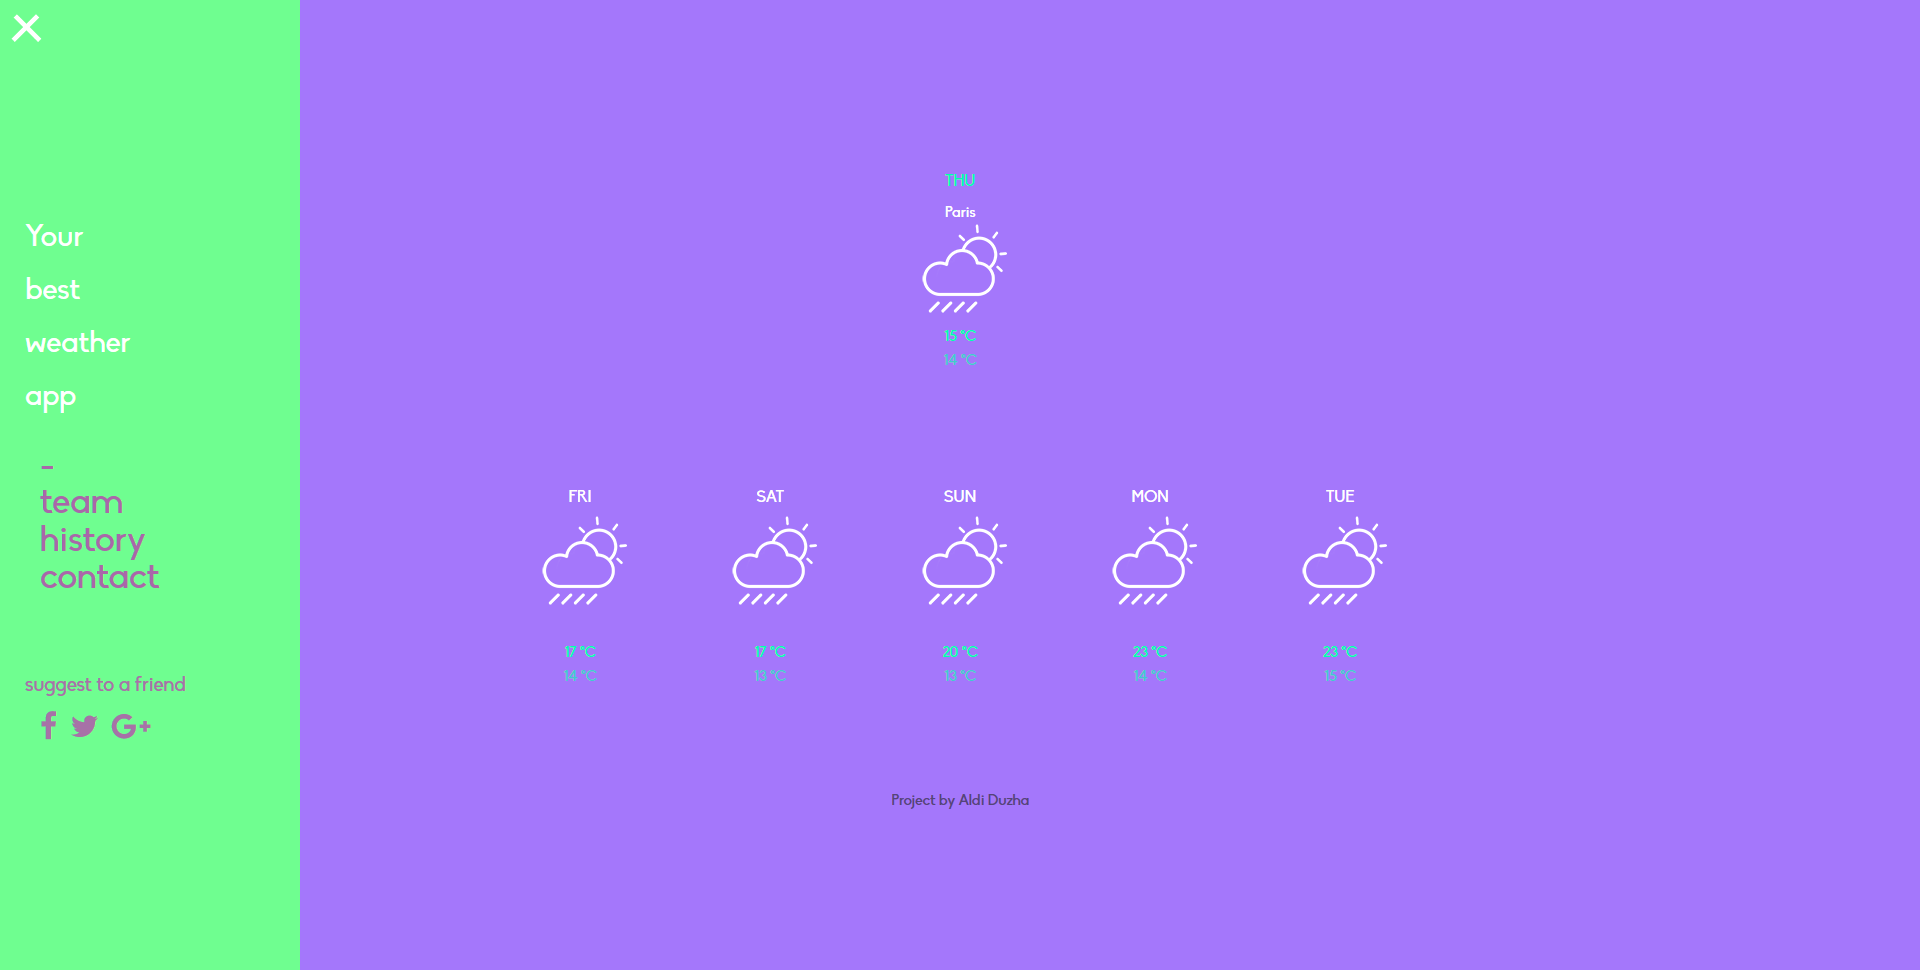 Your
best
weather
app
-
team
history
contact
suggest to a friend
THU
Paris
15 °C
14 °C
FRI
17 °C
14 °C
SAT
17 °C
13 °C
SUN
20 °C
13 °C
MON
23 °C
14 °C
TUE
23 °C
15 °C
Project by Aldi Duzha